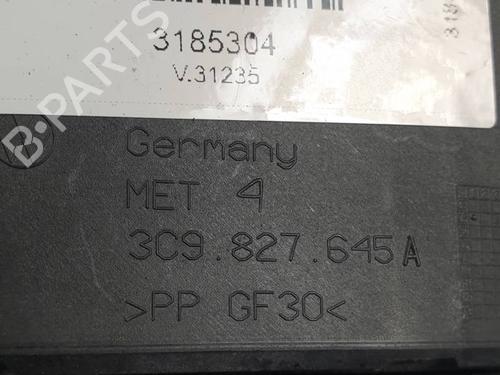 3185304
V.31235
Germany
MET 4
3C9.827.645A
>PP GF30<
B-PARTS